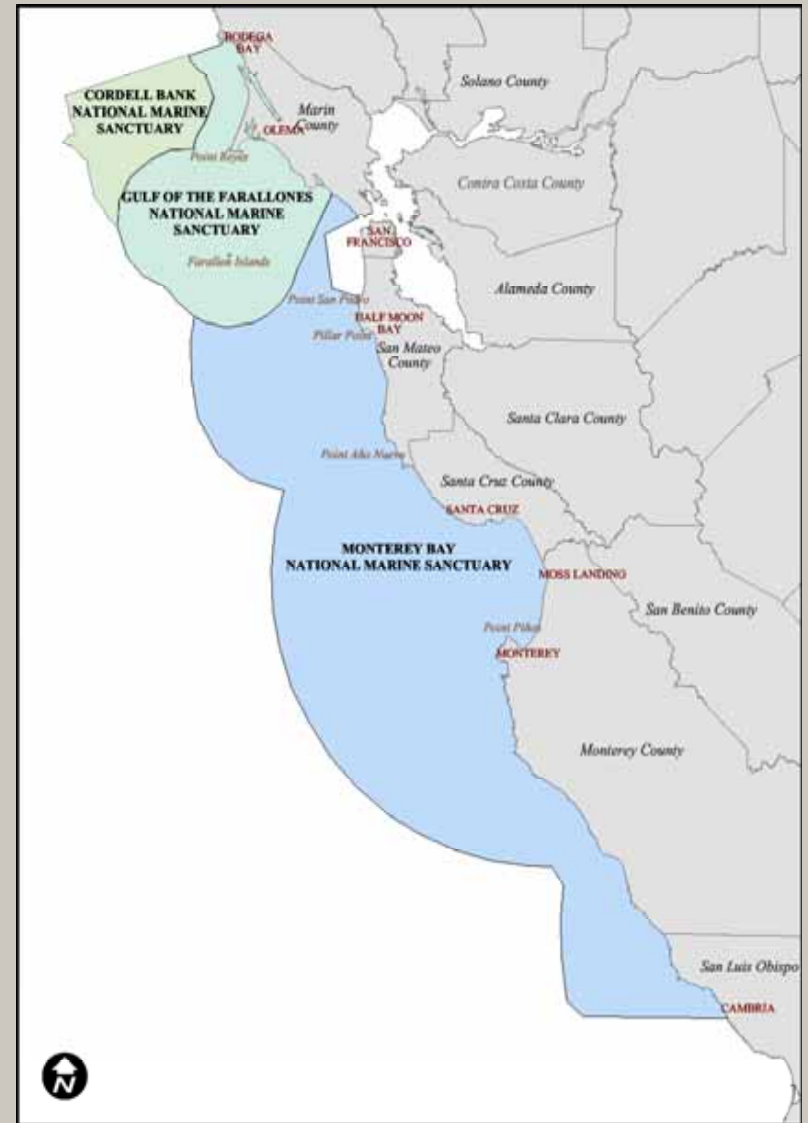 BODEGA
BAY
Solano County
CORDELL BANK
NATIONAL MARINE
SANCTUARY
Marin
County
OLEMA
Point Reyes
Contra Costa County
GULF OF THE FARALLONES
NATIONAL MARINE
SANCTUARY
SAN
FRANCISCO
Farallon Islands
Alameda County
Point San Pedro
HALF MOON
BAY
Pillar Point
San Mateo
County
Santa Clara County
Point Año Nuevo
Santa Cruz County
SANTA CRUZ
MONTEREY BAY
NATIONAL MARINE SANCTUARY
MOSS LANDING
San Benito County
Point Piños
MONTEREY
Monterey County
San Luis Obispo
CAMBRIA
N